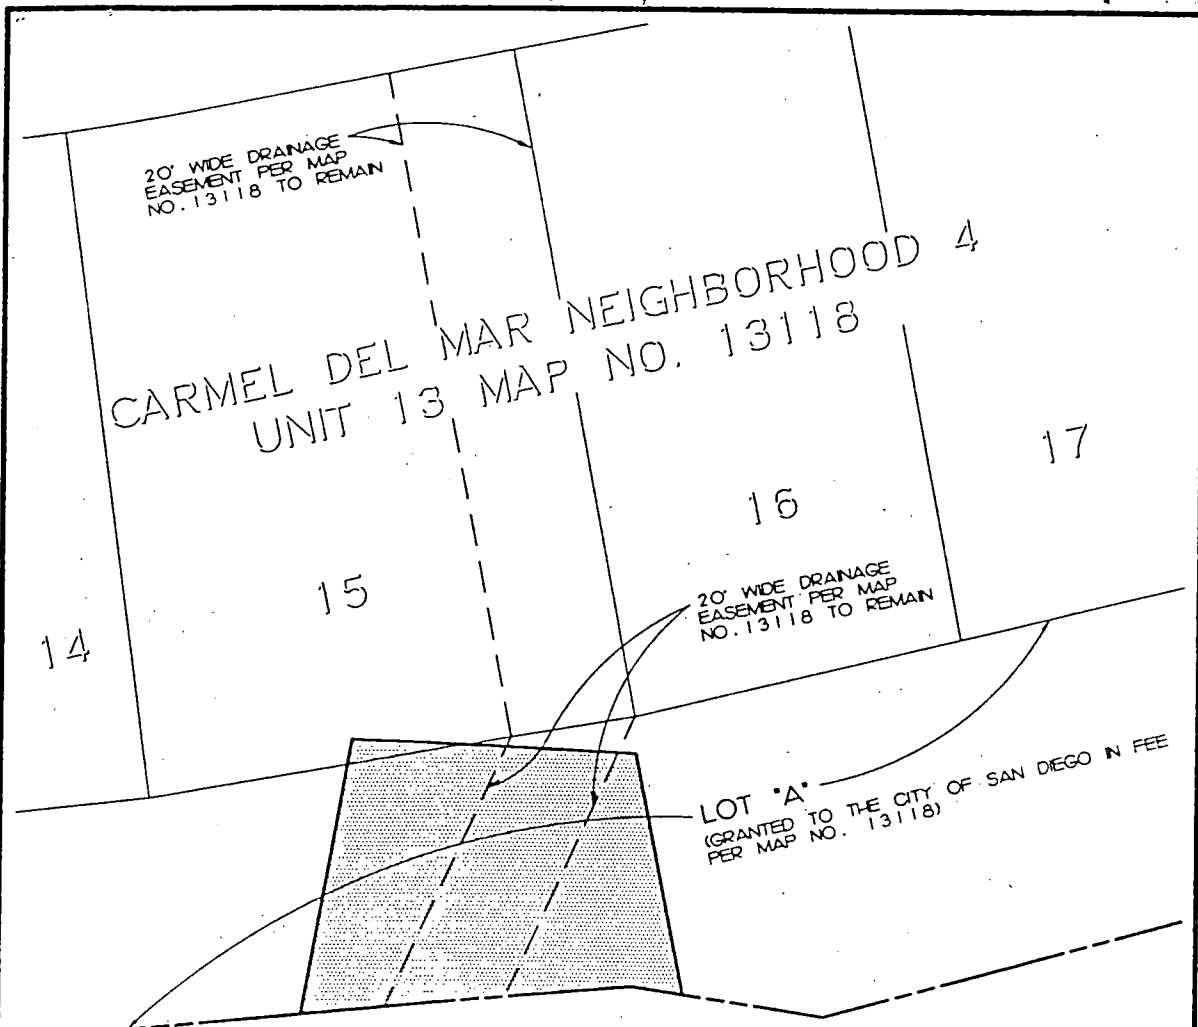 20' WIDE DRAINAGE
EASEMENT PER MAP
NO. 13118 TO REMAIN
CARMEL DEL MAR NEIGHBORHOOD 4
UNIT 13 MAP NO. 13118
17
16
15
14
20' WIDE DRAINAGE
EASEMENT PER MAP
NO. 13118 TO REMAIN
LOT "A"
(GRANTED TO THE CITY OF SAN DIEGO IN FEE
PER MAP NO. 13118)